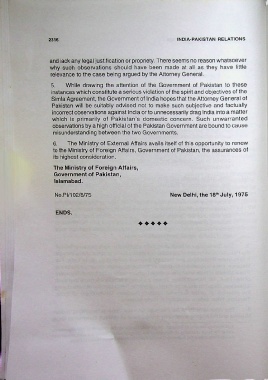 2316 INDIA-PAKISTAN RELATIONS
and lack any legal justification or propriety. There seems no reason whatsoever
why such observations should have been made at all as they have little
relevance to the case being argued by the Attorney General.
5. While drawing the attention of the Government of Pakistan to these
instances which constitute a serious violation of the spirit and objectives of the
Simla Agreement, the Government of India hopes that the Attorney General of
Pakistan will be suitably advised not to make such subjective and factually
incorrect observations against India or to unnecessarily drag India into a matter
which is primarily of Pakistan's domestic concern. Such unwarranted
observations by a high official of the Pakistan Government are bound to cause
misunderstanding between the two Governments.
6. The Ministry of External Affairs avails itself of this opportunity to renew
to the Ministry of Foreign Affairs, Government of Pakistan, the assurances of
its highest consideration.
The Ministry of Foreign Affairs,
Government of Pakistan,
Islamabad.
No.PI/102/6/75 New Delhi, the 18th July, 1975
ENDS.